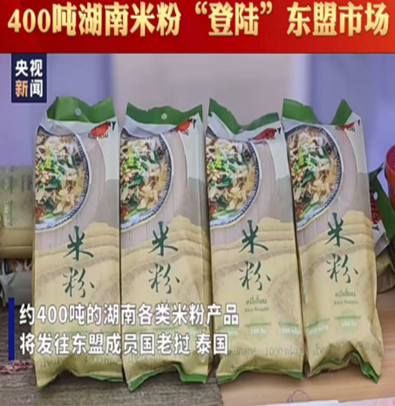 400吨湖南米粉“登陆”东盟市场
央视
新闻
米粉
米粉
米粉
米粉
约400吨的湖南各类米粉产品
将发往东盟成员国老挝 泰国